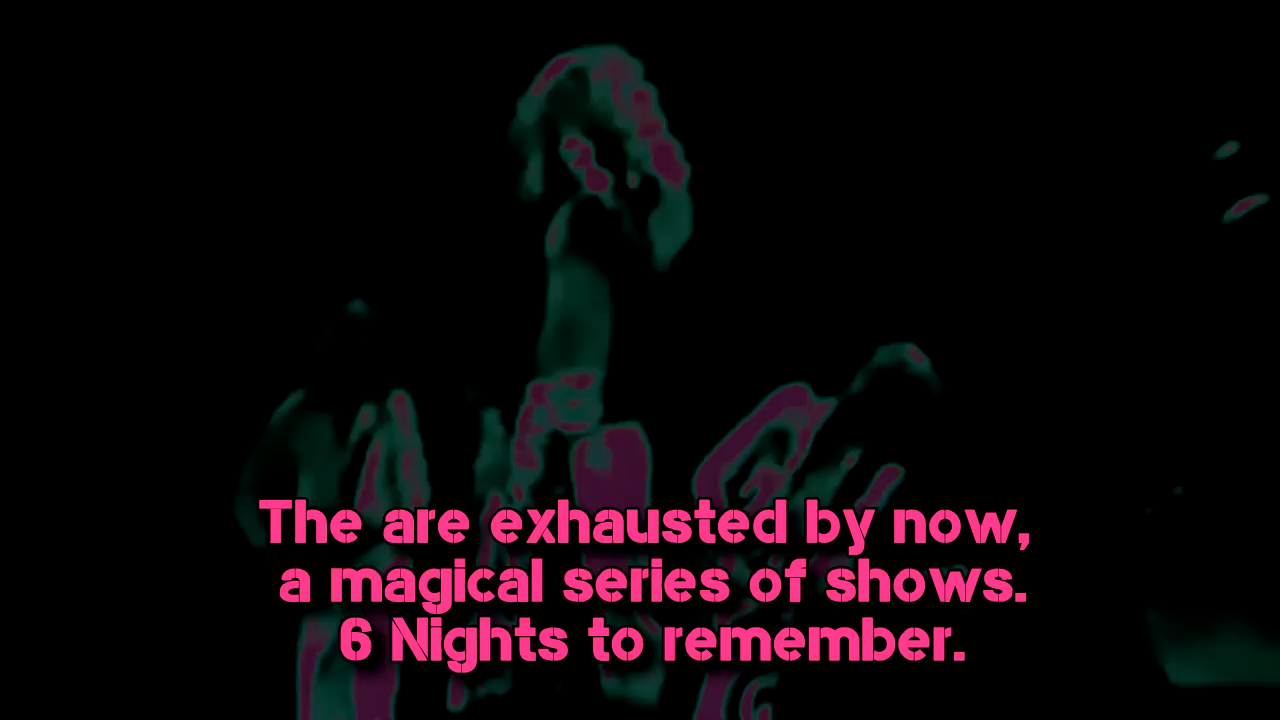 The are exhausted by now,
a magical series of shows.
6 Nights to remember.